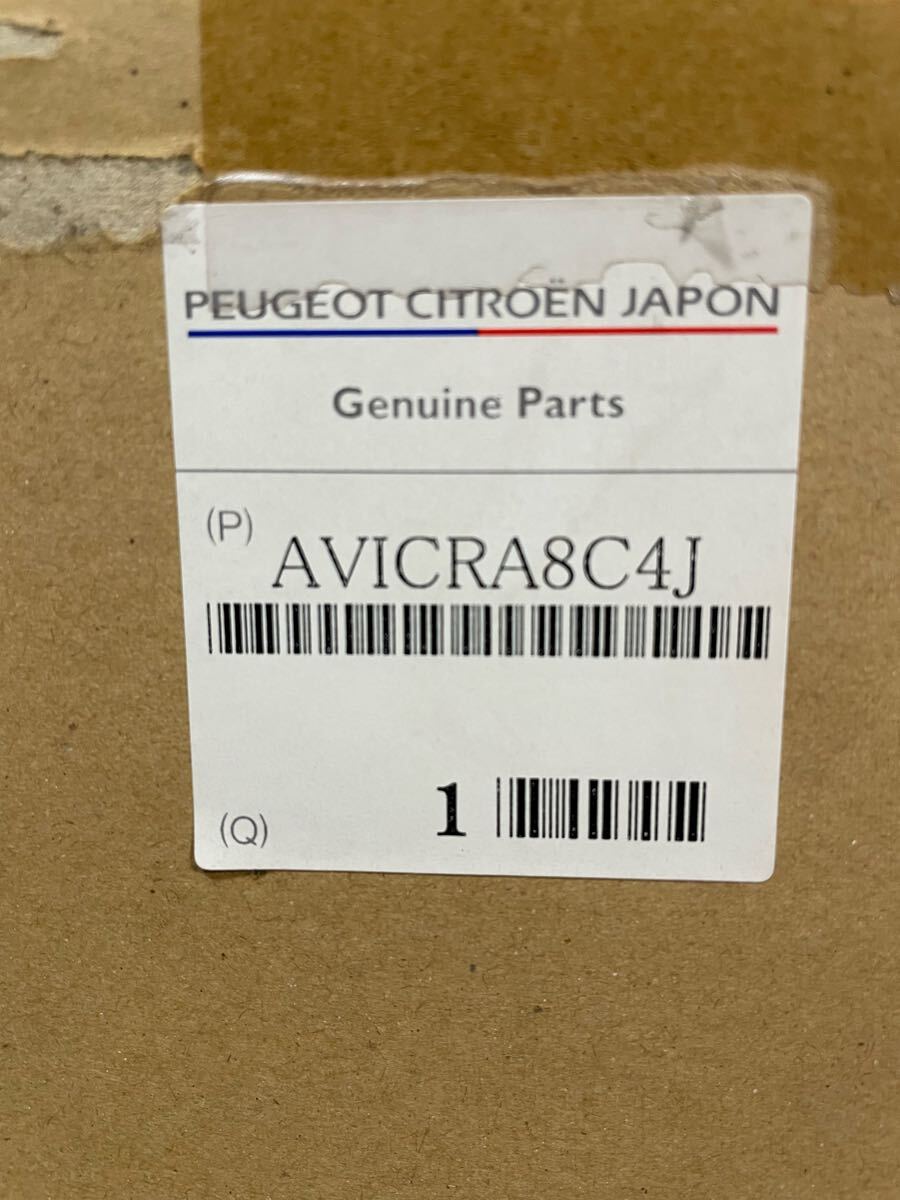 PEUGEOT CITROËN JAPON
Genuine Parts
(P)
AVICRA8C4J
(Q) 1